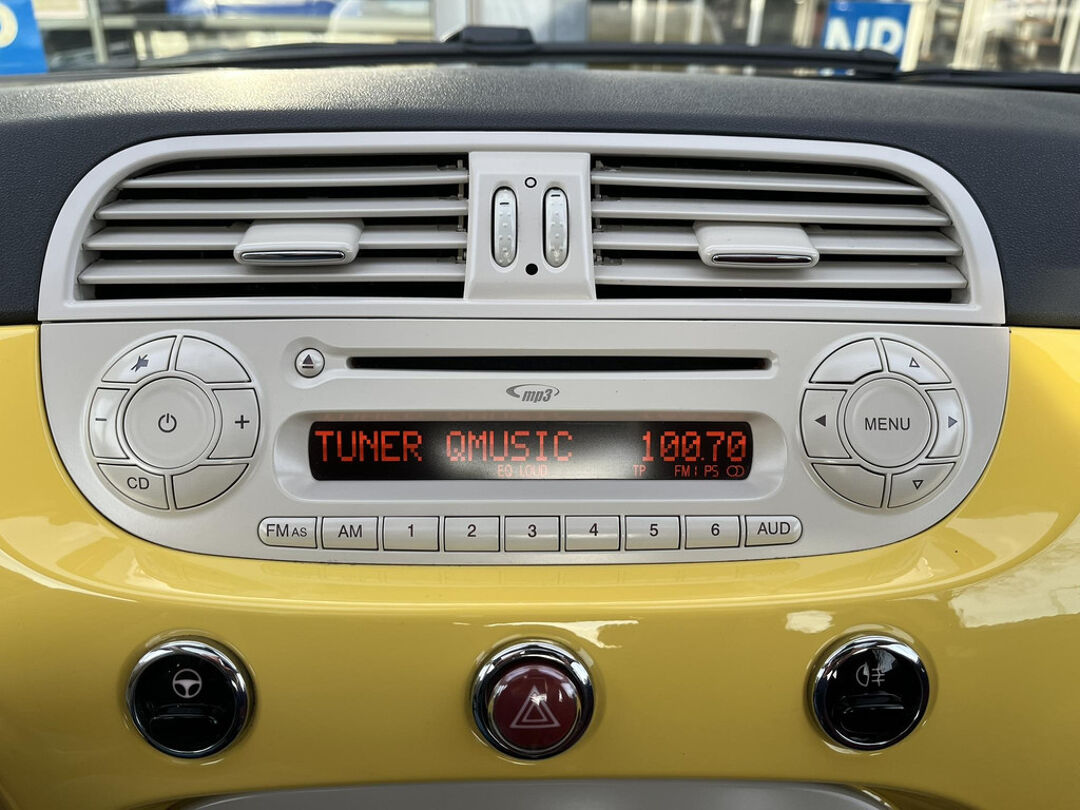 mp3
TUNER QMUSIC 100.70
EQ LOUD TP FM1 PS
MENU
CD
FM AS AM 1 2 3 4 5 6 AUD